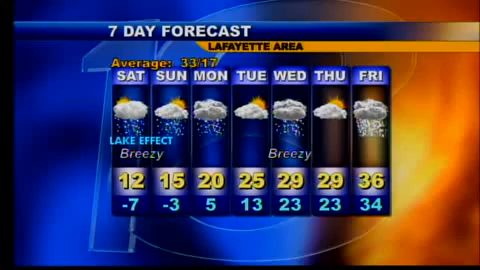 7 DAY FORECAST
LAFAYETTE AREA
Average: 33/17
SAT SUN MON TUE WED THU FRI
LAKE EFFECT
Breezy Breezy
12 15 20 25 29 29 36
-7 -3 5 13 23 23 34